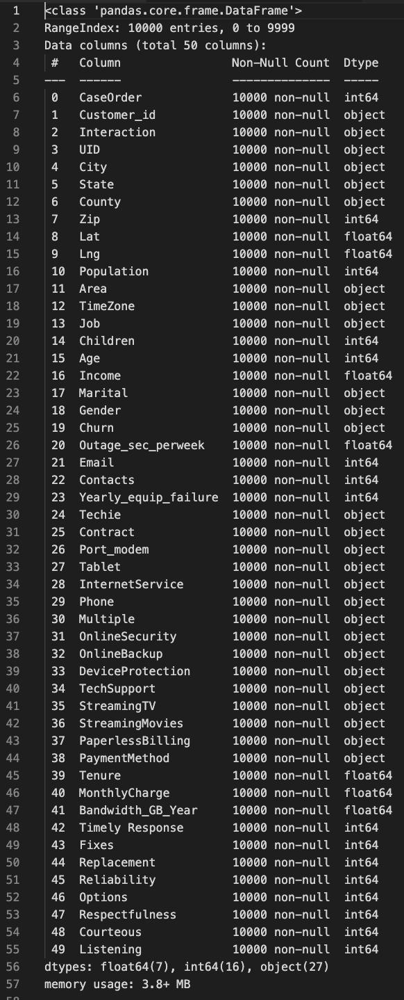 1 <class 'pandas.core.frame.DataFrame'>
2 RangeIndex: 10000 entries, 0 to 9999
3 Data columns (total 50 columns):
4 # Column Non-Null Count Dtype
5 --- ------ -------------- -----
6 0 CaseOrder 10000 non-null int64
7 1 Customer_id 10000 non-null object
8 2 Interaction 10000 non-null object
9 3 UID 10000 non-null object
10 4 City 10000 non-null object
11 5 State 10000 non-null object
12 6 County 10000 non-null object
13 7 Zip 10000 non-null int64
14 8 Lat 10000 non-null float64
15 9 Lng 10000 non-null float64
16 10 Population 10000 non-null int64
17 11 Area 10000 non-null object
18 12 TimeZone 10000 non-null object
19 13 Job 10000 non-null object
20 14 Children 10000 non-null int64
21 15 Age 10000 non-null int64
22 16 Income 10000 non-null float64
23 17 Marital 10000 non-null object
24 18 Gender 10000 non-null object
25 19 Churn 10000 non-null object
26 20 Outage_sec_perweek 10000 non-null float64
27 21 Email 10000 non-null int64
28 22 Contacts 10000 non-null int64
29 23 Yearly_equip_failure 10000 non-null int64
30 24 Techie 10000 non-null object
31 25 Contract 10000 non-null object
32 26 Port_modem 10000 non-null object
33 27 Tablet 10000 non-null object
34 28 InternetService 10000 non-null object
35 29 Phone 10000 non-null object
36 30 Multiple 10000 non-null object
37 31 OnlineSecurity 10000 non-null object
38 32 OnlineBackup 10000 non-null object
39 33 DeviceProtection 10000 non-null object
40 34 TechSupport 10000 non-null object
41 35 StreamingTV 10000 non-null object
42 36 StreamingMovies 10000 non-null object
43 37 PaperlessBilling 10000 non-null object
44 38 PaymentMethod 10000 non-null object
45 39 Tenure 10000 non-null float64
46 40 MonthlyCharge 10000 non-null float64
47 41 Bandwidth_GB_Year 10000 non-null float64
48 42 Timely Response 10000 non-null int64
49 43 Fixes 10000 non-null int64
50 44 Replacement 10000 non-null int64
51 45 Reliability 10000 non-null int64
52 46 Options 10000 non-null int64
53 47 Respectfulness 10000 non-null int64
54 48 Courteous 10000 non-null int64
55 49 Listening 10000 non-null int64
56 dtypes: float64(7), int64(16), object(27)
57 memory usage: 3.8+ MB